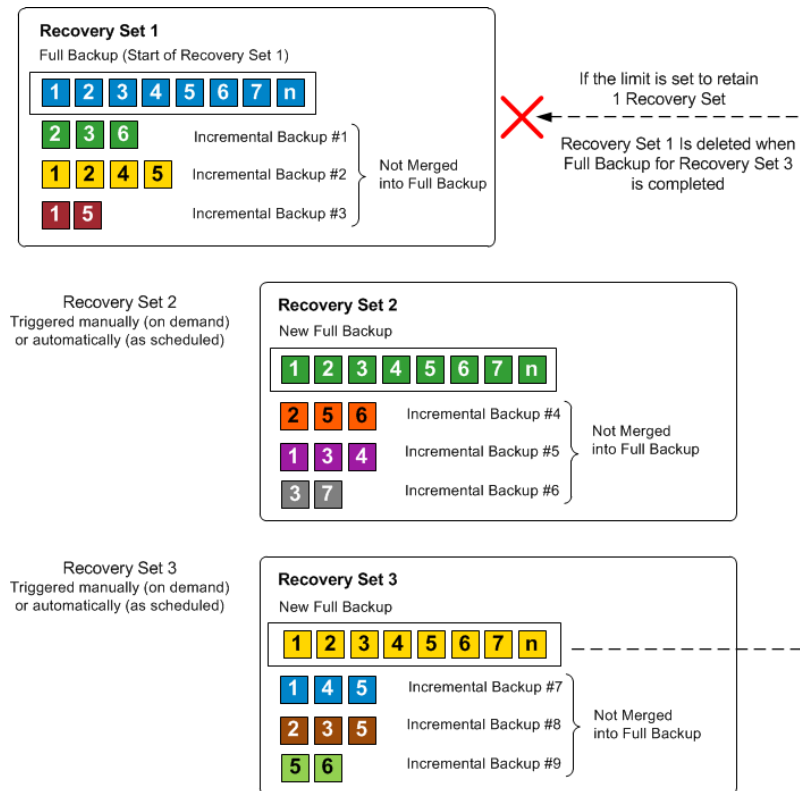 Recovery Set 1
Full Backup (Start of Recovery Set 1)
1 2 3 4 5 6 7 n
2 3 6 Incremental Backup #1
1 2 4 5 Incremental Backup #2
1 5 Incremental Backup #3
Not Merged
into Full Backup
If the limit is set to retain
1 Recovery Set
Recovery Set 1 Is deleted when
Full Backup for Recovery Set 3
is completed
Recovery Set 2
Triggered manually (on demand)
or automatically (as scheduled)
Recovery Set 2
New Full Backup
1 2 3 4 5 6 7 n
2 5 6 Incremental Backup #4
1 3 4 Incremental Backup #5
3 7 Incremental Backup #6
Not Merged
into Full Backup
Recovery Set 3
Triggered manually (on demand)
or automatically (as scheduled)
Recovery Set 3
New Full Backup
1 2 3 4 5 6 7 n
1 4 5 Incremental Backup #7
2 3 5 Incremental Backup #8
5 6 Incremental Backup #9
Not Merged
into Full Backup